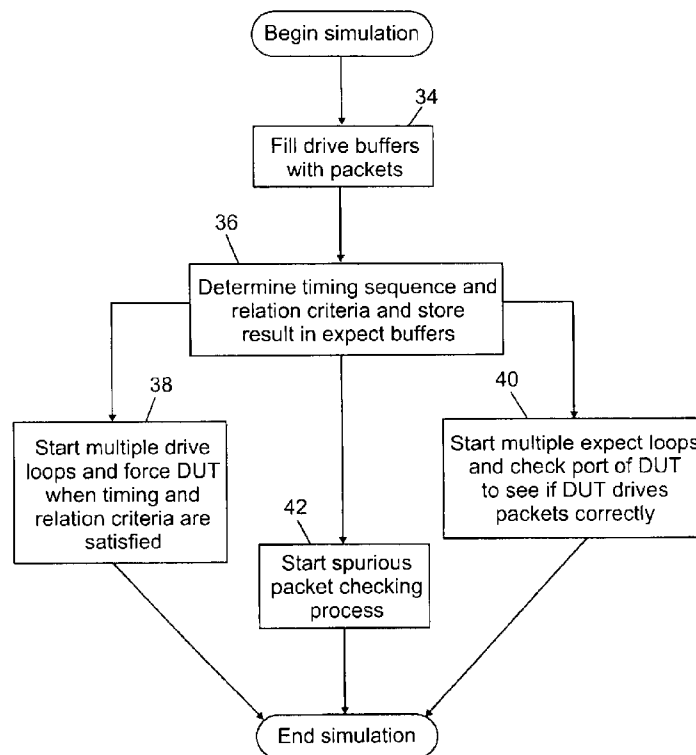 Begin simulation
34
Fill drive buffers
with packets
36
Determine timing sequence and
relation criteria and store
result in expect buffers
38
Start multiple drive
loops and force DUT
when timing and
relation criteria are
satisfied
42
Start spurious
packet checking
process
40
Start multiple expect loops
and check port of DUT
to see if DUT drives
packets correctly
End simulation